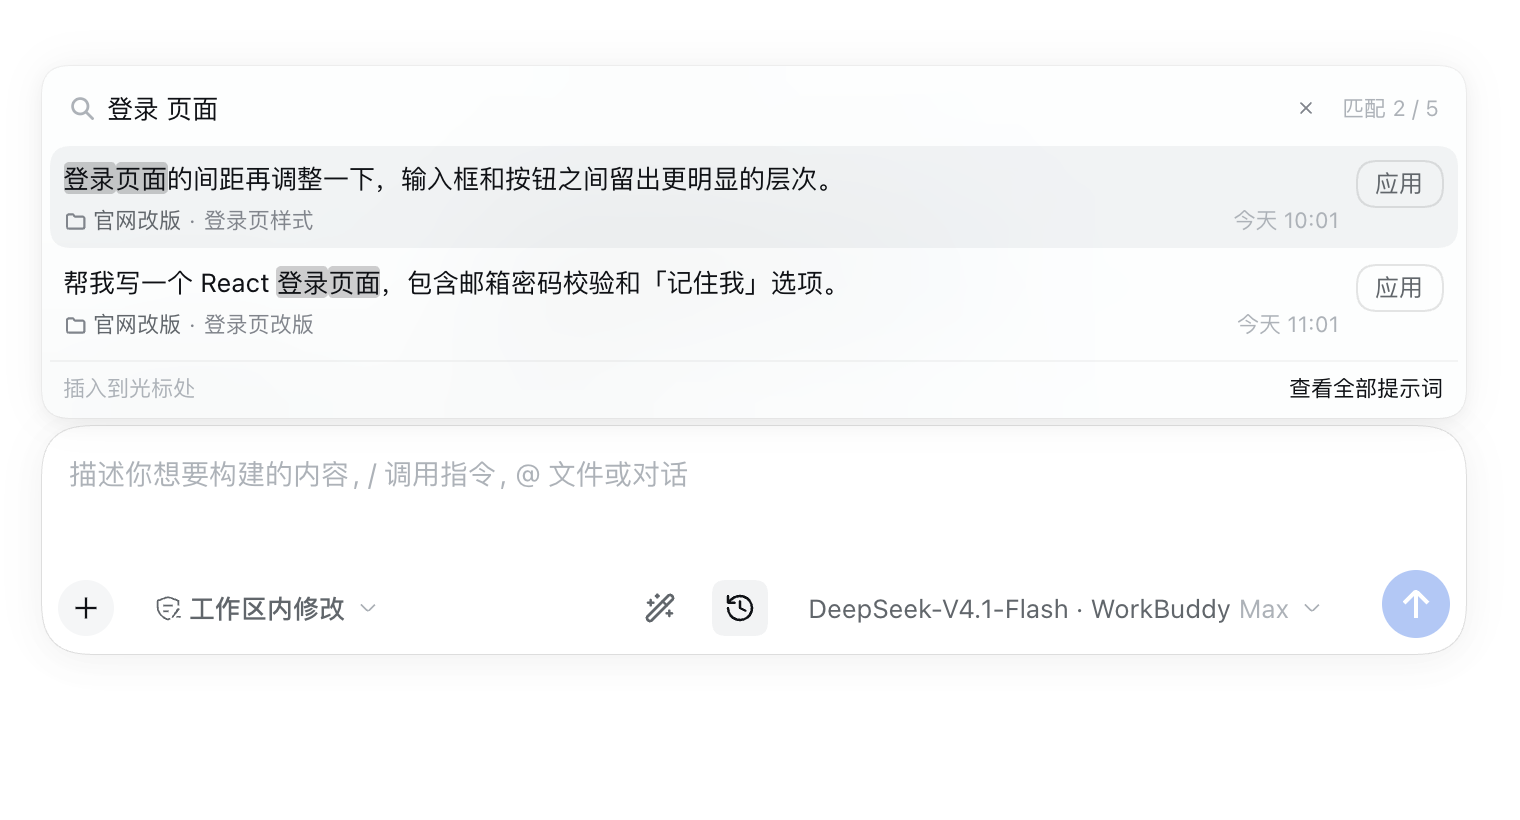 登录 页面
× 匹配 2 / 5
登录页面的间距再调整一下，输入框和按钮之间留出更明显的层次。
应用
官网改版 · 登录页样式
今天 10:01
帮我写一个 React 登录页面，包含邮箱密码校验和「记住我」选项。
应用
官网改版 · 登录页改版
今天 11:01
插入到光标处
查看全部提示词
描述你想要构建的内容, / 调用指令, @ 文件或对话
工作区内修改
DeepSeek-V4.1-Flash · WorkBuddy Max